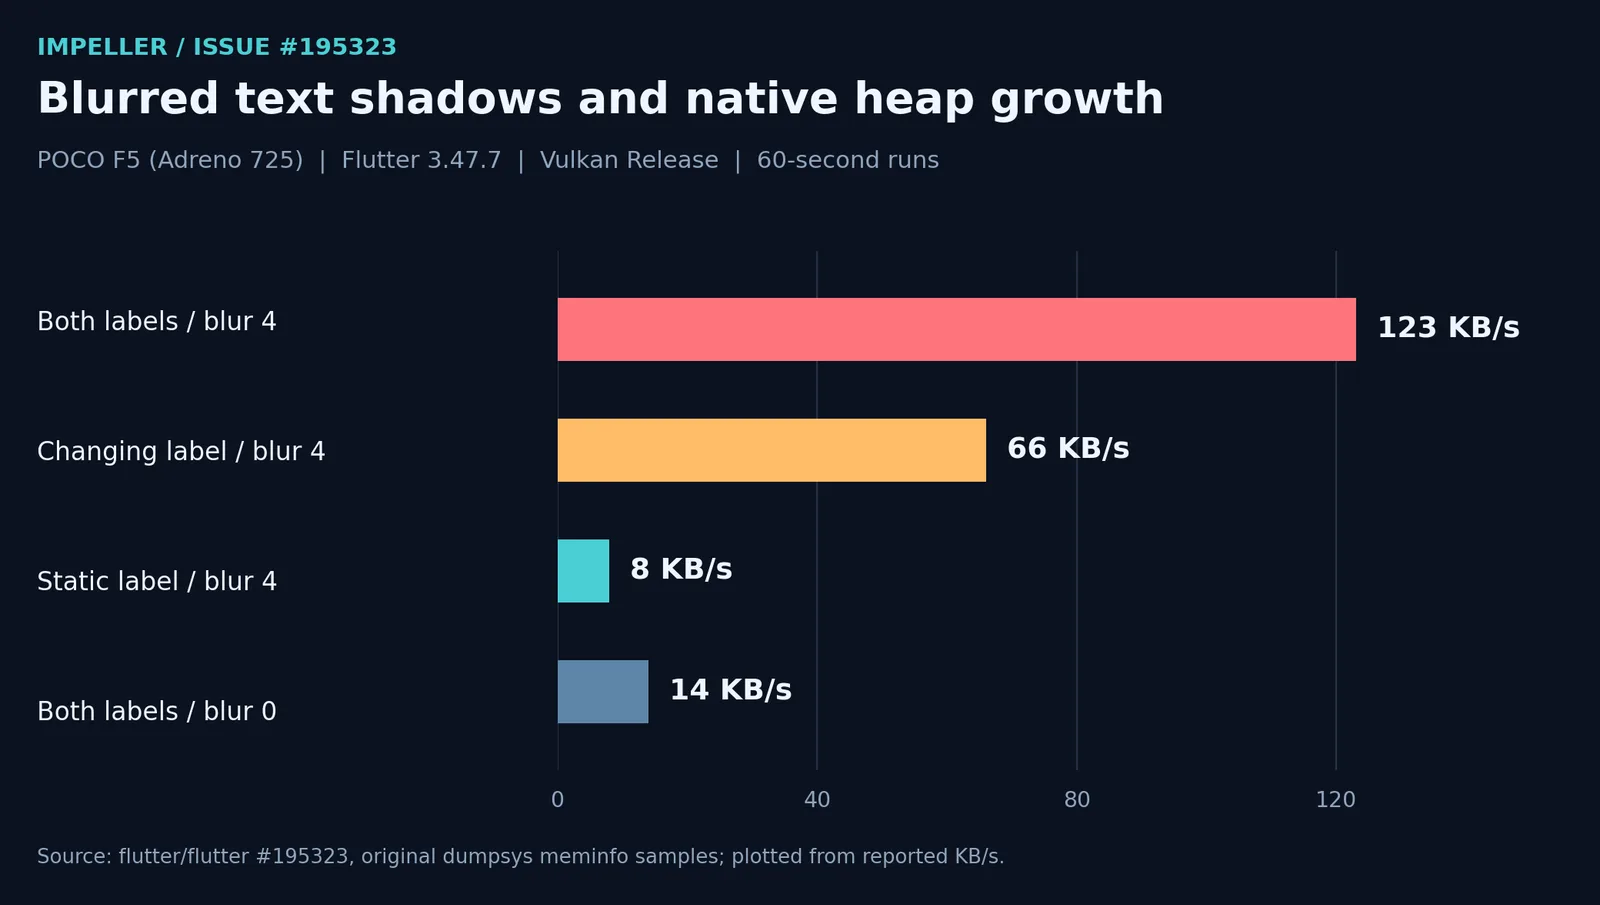 IMPELLER / ISSUE #195323
Blurred text shadows and native heap growth
POCO F5 (Adreno 725) | Flutter 3.47.7 | Vulkan Release | 60-second runs
Both labels / blur 4
123 KB/s
Changing label / blur 4
66 KB/s
Static label / blur 4
8 KB/s
Both labels / blur 0
14 KB/s
0 40 80 120
Source: flutter/flutter #195323, original dumpsys meminfo samples; plotted from reported KB/s.